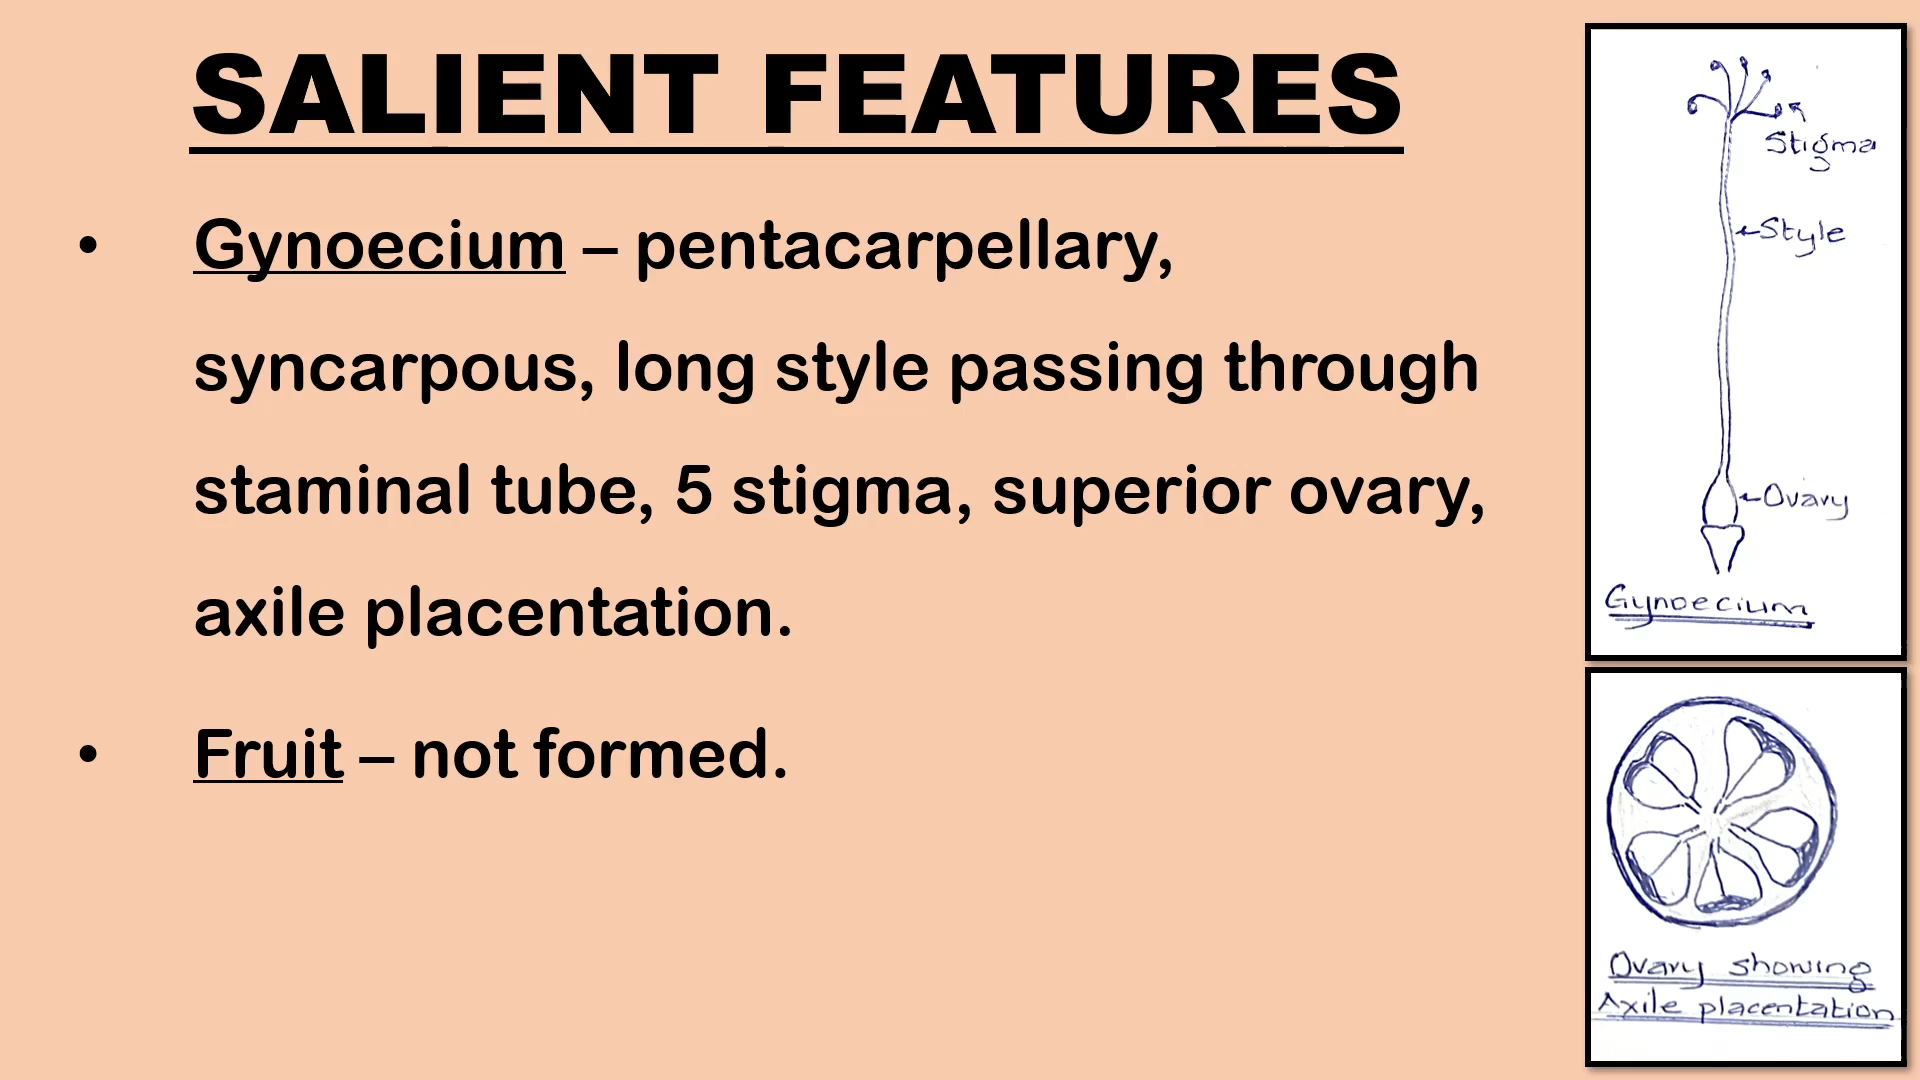 SALIENT FEATURES
• Gynoecium – pentacarpellary,
syncarpous, long style passing through
staminal tube, 5 stigma, superior ovary,
axile placentation.
• Fruit – not formed.
Stigma
Style
Ovary
Gynoecium
Ovary showing
Axile placentation